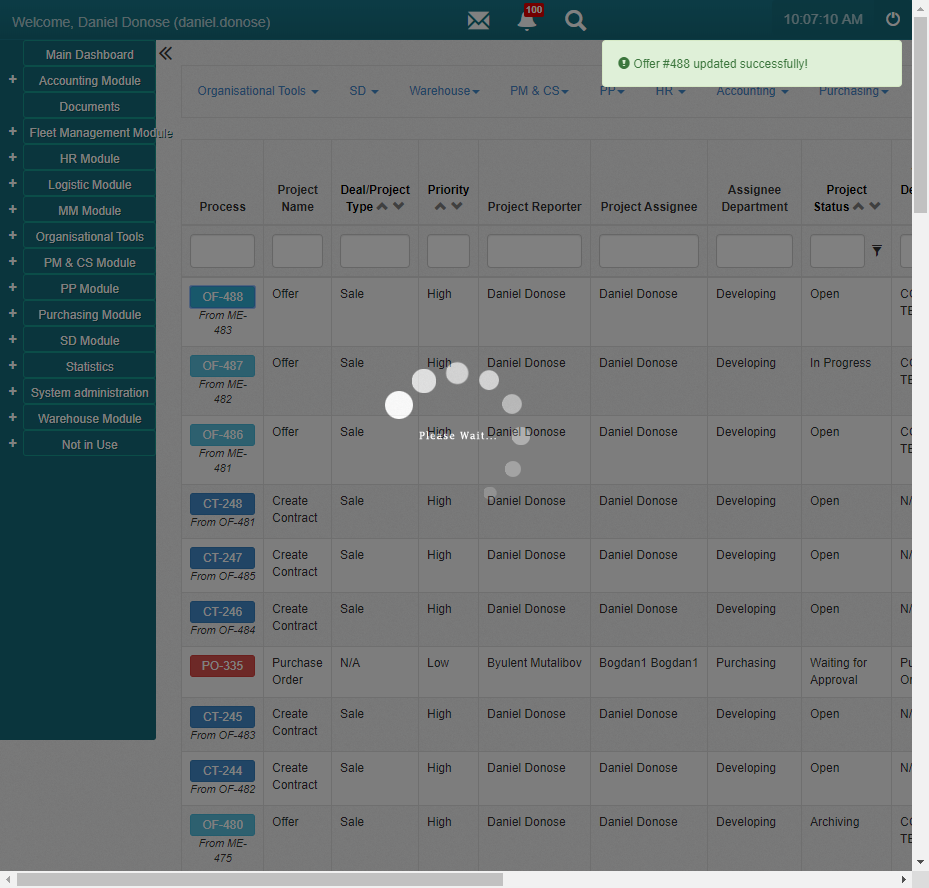 Welcome, Daniel Donose (daniel.donose)
100
10:07:10 AM
Offer #488 updated successfully!
Main Dashboard
Accounting Module
Documents
Fleet Management Module
HR Module
Logistic Module
MM Module
Organisational Tools
PM & CS Module
PP Module
Purchasing Module
SD Module
Statistics
System administration
Warehouse Module
Not in Use
Organisational Tools SD Warehouse PM & CS PP HR Accounting Purchasing
Process Project Name Deal/Project Type Priority Project Reporter Project Assignee Assignee Department Project Status De
OF-488 Offer Sale High Daniel Donose Daniel Donose Developing Open CO
From ME-483 TE
OF-487 Offer Sale High Daniel Donose Daniel Donose Developing In Progress CO
From ME-482 TE
OF-486 Offer Sale High Daniel Donose Daniel Donose Developing Open CO
From ME-481 TE
Please Wait...
CT-248 Create Contract Sale High Daniel Donose Daniel Donose Developing Open N/
From OF-481
CT-247 Create Contract Sale High Daniel Donose Daniel Donose Developing Open N/
From OF-485
CT-246 Create Contract Sale High Daniel Donose Daniel Donose Developing Open N/
From OF-484
PO-335 Purchase Order N/A Low Byulent Mutalibov Bogdan1 Bogdan1 Purchasing Waiting for Approval Pu Or
CT-245 Create Contract Sale High Daniel Donose Daniel Donose Developing Open N/
From OF-483
CT-244 Create Contract Sale High Daniel Donose Daniel Donose Developing Open N/
From OF-482
OF-480 Offer Sale High Daniel Donose Daniel Donose Developing Archiving CO
From ME-475 TE